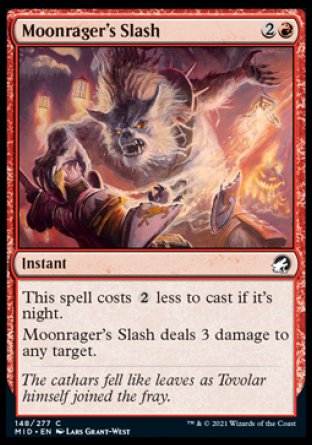 Moonrager's Slash 2
Instant
This spell costs 2 less to cast if it's
night.
Moonrager's Slash deals 3 damage to
any target.
The cathars fell like leaves as Tovolar
himself joined the fray.
148/277 C
MID • EN Lars Grant-West
™ & © 2021 Wizards of the Coast